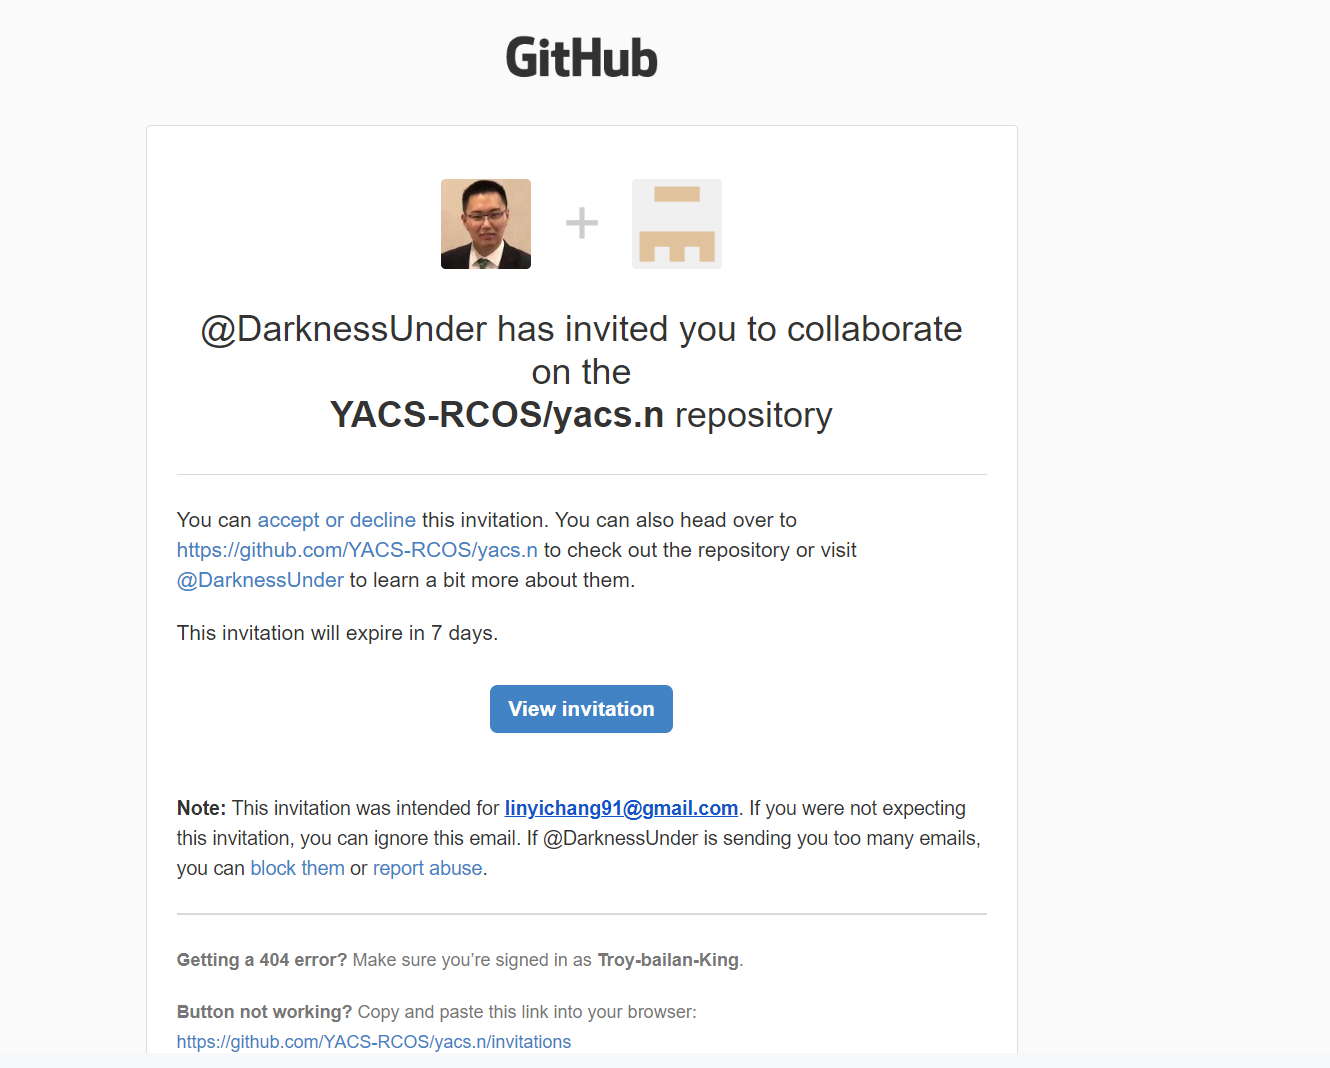 GitHub
@DarknessUnder has invited you to collaborate
on the
YACS-RCOS/yacs.n repository
You can accept or decline this invitation. You can also head over to
https://github.com/YACS-RCOS/yacs.n to check out the repository or visit
@DarknessUnder to learn a bit more about them.
This invitation will expire in 7 days.
View invitation
Note: This invitation was intended for linyichang91@gmail.com. If you were not expecting
this invitation, you can ignore this email. If @DarknessUnder is sending you too many emails,
you can block them or report abuse.
Getting a 404 error? Make sure you’re signed in as Troy-bailan-King.
Button not working? Copy and paste this link into your browser:
https://github.com/YACS-RCOS/yacs.n/invitations